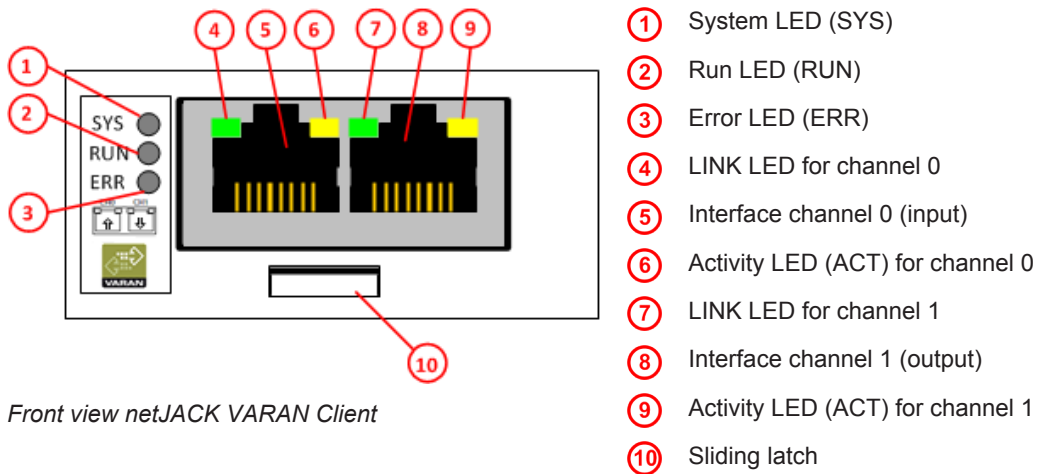 4 5 6 7 8 9
1
2
3
SYS
RUN
ERR
CH0 CH1
VARAN
10
Front view netJACK VARAN Client
1 System LED (SYS)
2 Run LED (RUN)
3 Error LED (ERR)
4 LINK LED for channel 0
5 Interface channel 0 (input)
6 Activity LED (ACT) for channel 0
7 LINK LED for channel 1
8 Interface channel 1 (output)
9 Activity LED (ACT) for channel 1
10 Sliding latch